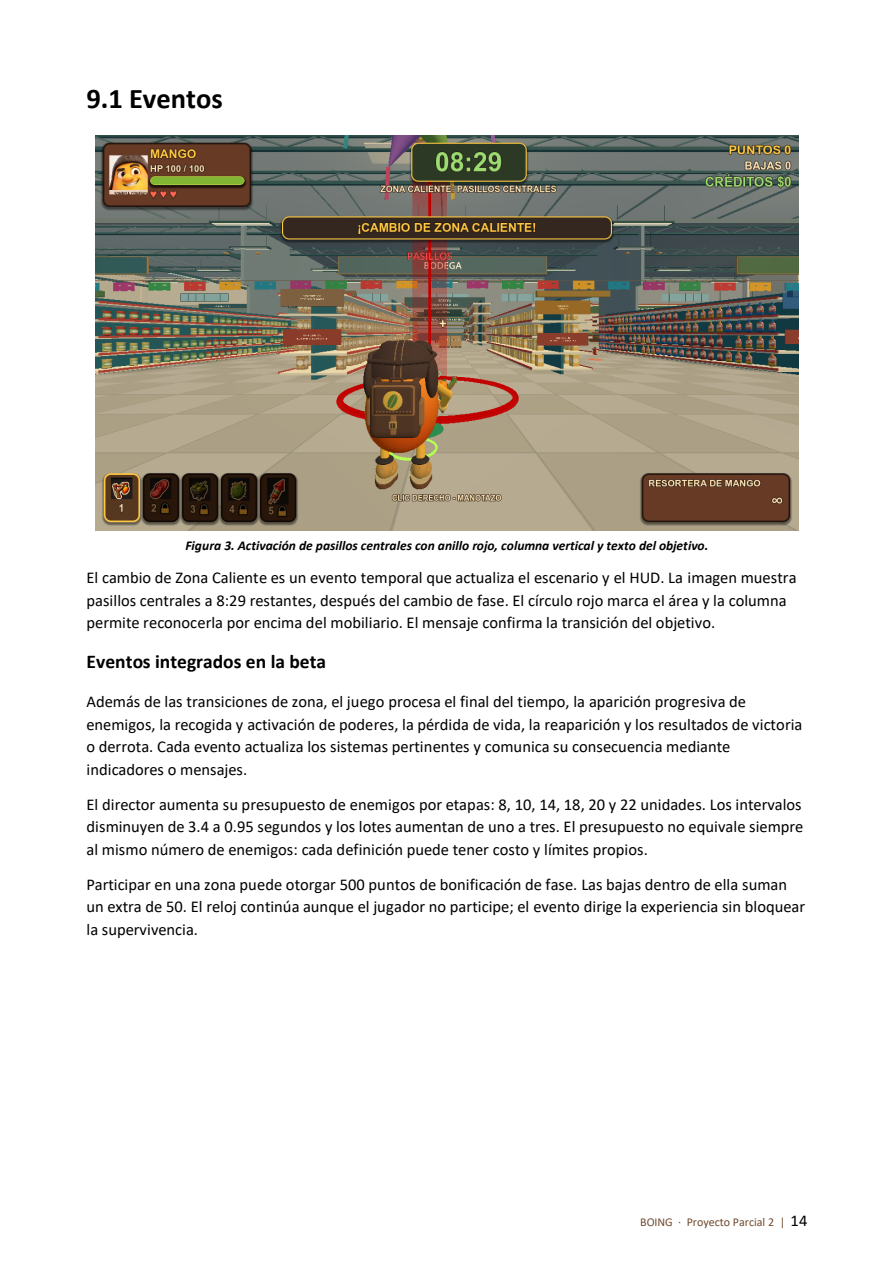 9.1 Eventos
MANGO
HP 100 / 100
08:29
ZONA CALIENTE: PASILLOS CENTRALES
PUNTOS 0
BAJAS 0
CRÉDITOS $0
¡CAMBIO DE ZONA CALIENTE!
PASILLOS
BODEGA
1
2
3
4
5
CLIC DERECHO - MANOTAZO
RESORTERA DE MANGO
∞
Figura 3. Activación de pasillos centrales con anillo rojo, columna vertical y texto del objetivo.
El cambio de Zona Caliente es un evento temporal que actualiza el escenario y el HUD. La imagen muestra
pasillos centrales a 8:29 restantes, después del cambio de fase. El círculo rojo marca el área y la columna
permite reconocerla por encima del mobiliario. El mensaje confirma la transición del objetivo.
Eventos integrados en la beta
Además de las transiciones de zona, el juego procesa el final del tiempo, la aparición progresiva de
enemigos, la recogida y activación de poderes, la pérdida de vida, la reaparición y los resultados de victoria
o derrota. Cada evento actualiza los sistemas pertinentes y comunica su consecuencia mediante
indicadores o mensajes.
El director aumenta su presupuesto de enemigos por etapas: 8, 10, 14, 18, 20 y 22 unidades. Los intervalos
disminuyen de 3.4 a 0.95 segundos y los lotes aumentan de uno a tres. El presupuesto no equivale siempre
al mismo número de enemigos: cada definición puede tener costo y límites propios.
Participar en una zona puede otorgar 500 puntos de bonificación de fase. Las bajas dentro de ella suman
un extra de 50. El reloj continúa aunque el jugador no participe; el evento dirige la experiencia sin bloquear
la supervivencia.
BOING · Proyecto Parcial 2 | 14